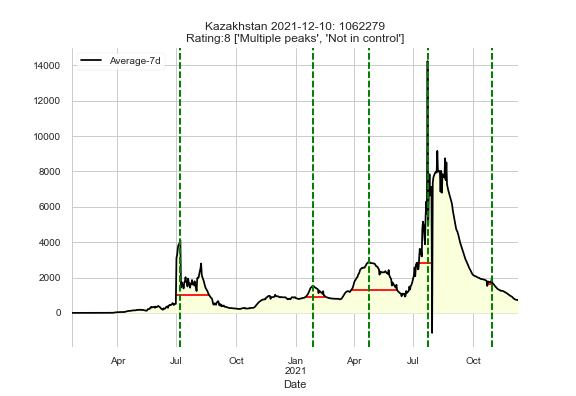 Kazakhstan 2021-12-10: 1062279
Rating:8 ['Multiple peaks', 'Not in control']
Average-7d
14000
12000
10000
8000
6000
4000
2000
0
Apr Jul Oct Jan Apr Jul Oct
2021
Date